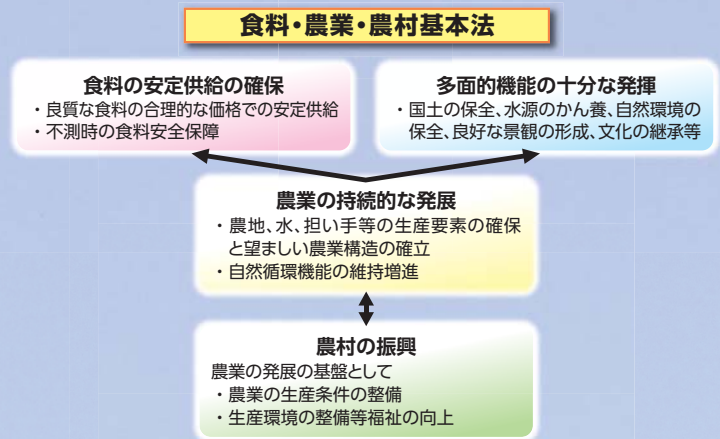 食料・農業・農村基本法
食料の安定供給の確保
・良質な食料の合理的な価格での安定供給
・不測時の食料安全保障
多面的機能の十分な発揮
・国土の保全、水源のかん養、自然環境の
保全、良好な景観の形成、文化の継承等
農業の持続的な発展
・農地、水、担い手等の生産要素の確保
と望ましい農業構造の確立
・自然循環機能の維持増進
農村の振興
農業の発展の基盤として
・農業の生産条件の整備
・生産環境の整備等福祉の向上